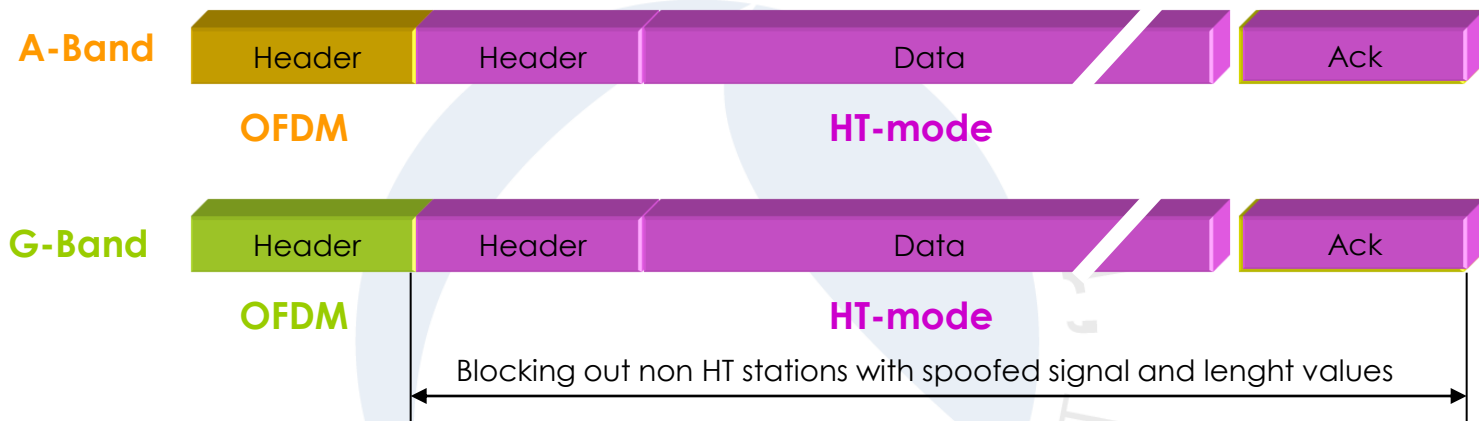 A-Band Header Header Data Ack
OFDM HT-mode
G-Band Header Header Data Ack
OFDM HT-mode
Blocking out non HT stations with spoofed signal and lenght values